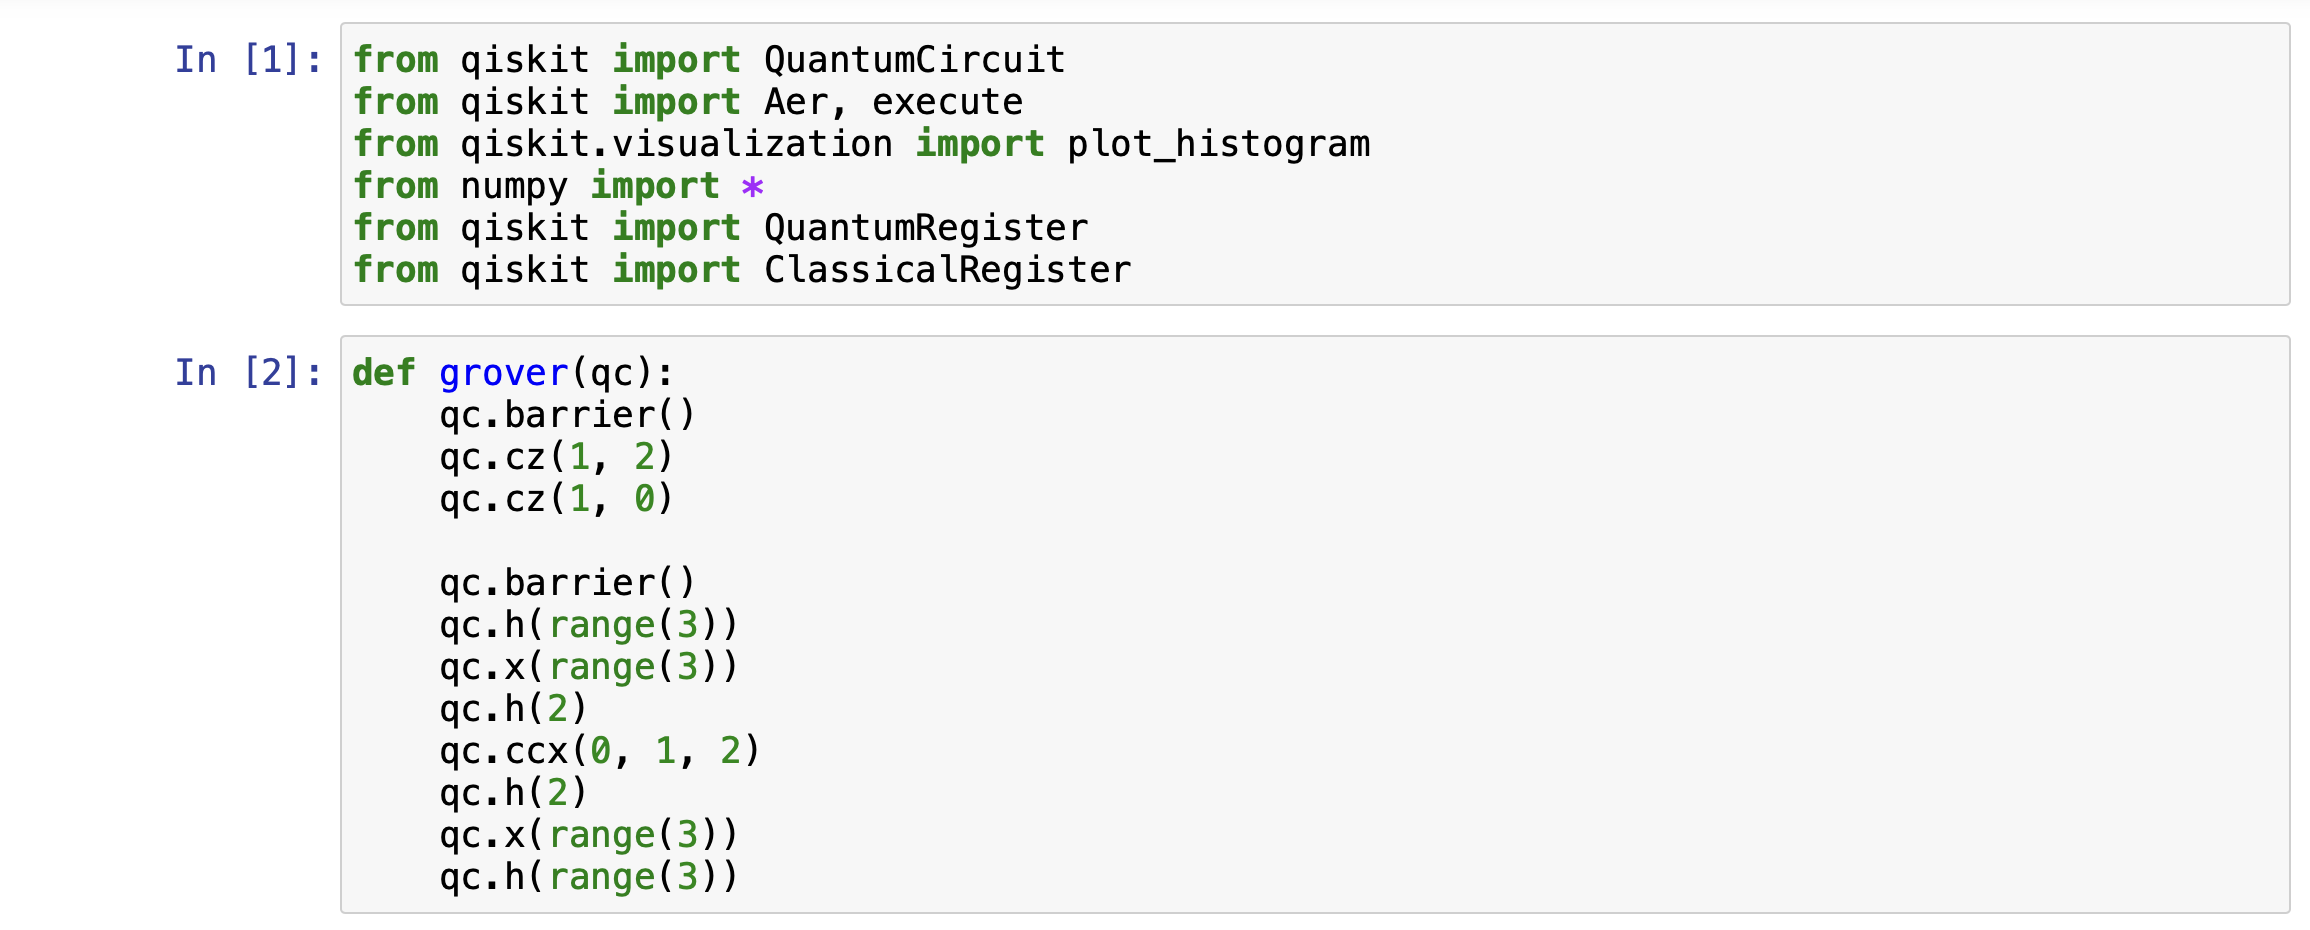 In [1]: from qiskit import QuantumCircuit
from qiskit import Aer, execute
from qiskit.visualization import plot_histogram
from numpy import *
from qiskit import QuantumRegister
from qiskit import ClassicalRegister
In [2]: def grover(qc):
    qc.barrier()
    qc.cz(1, 2)
    qc.cz(1, 0)

    qc.barrier()
    qc.h(range(3))
    qc.x(range(3))
    qc.h(2)
    qc.ccx(0, 1, 2)
    qc.h(2)
    qc.x(range(3))
    qc.h(range(3))